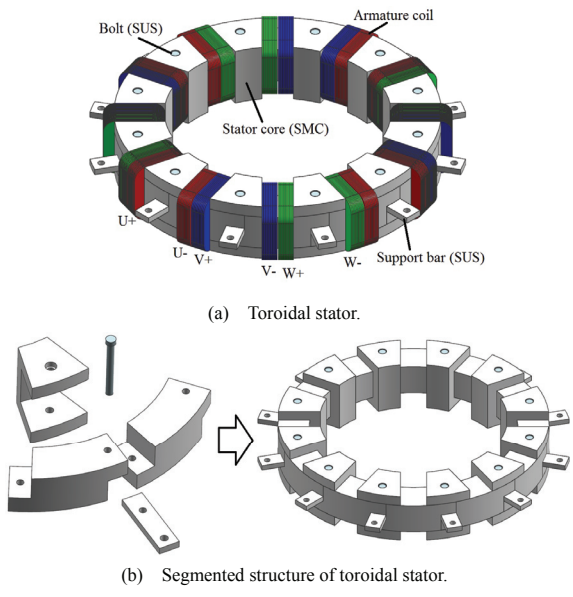 Armature coil
Bolt (SUS)
Stator core (SMC)
U+
U-
V+
V-
W+
W-
Support bar (SUS)
(a) Toroidal stator.
(b) Segmented structure of toroidal stator.